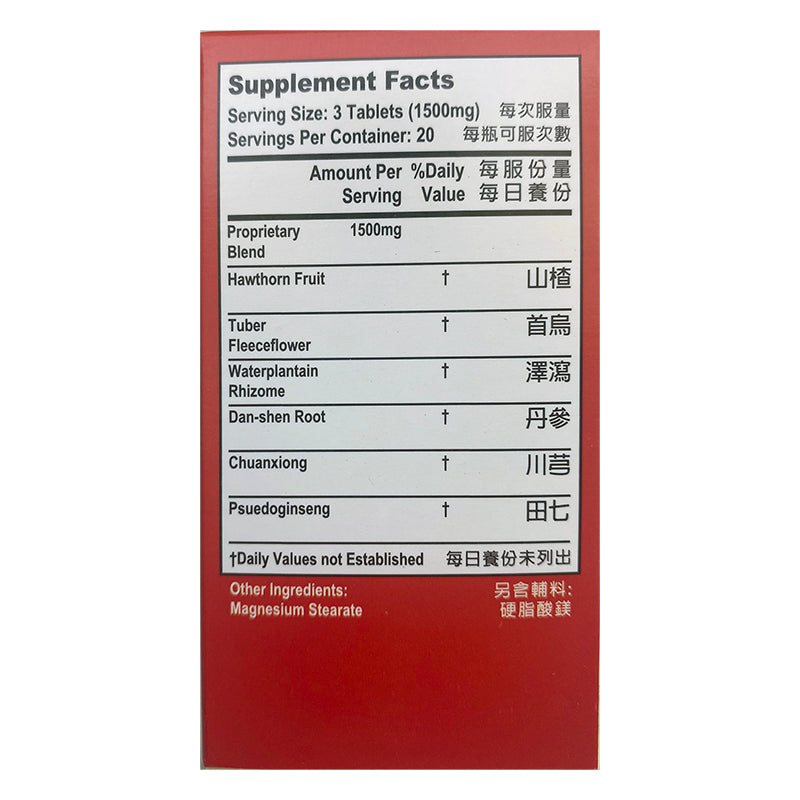 Supplement Facts
Serving Size: 3 Tablets (1500mg) 每次服量
Servings Per Container: 20 每瓶可服次數
Amount Per %Daily 每服份量
Serving Value 每日養份
Proprietary 1500mg
Blend
Hawthorn Fruit † 山楂
Tuber † 首烏
Fleeceflower
Waterplantain † 澤瀉
Rhizome
Dan-shen Root † 丹參
Chuanxiong † 川芎
Psuedoginseng † 田七
†Daily Values not Established 每日養份未列出
Other Ingredients: 另含輔料:
Magnesium Stearate 硬脂酸鎂